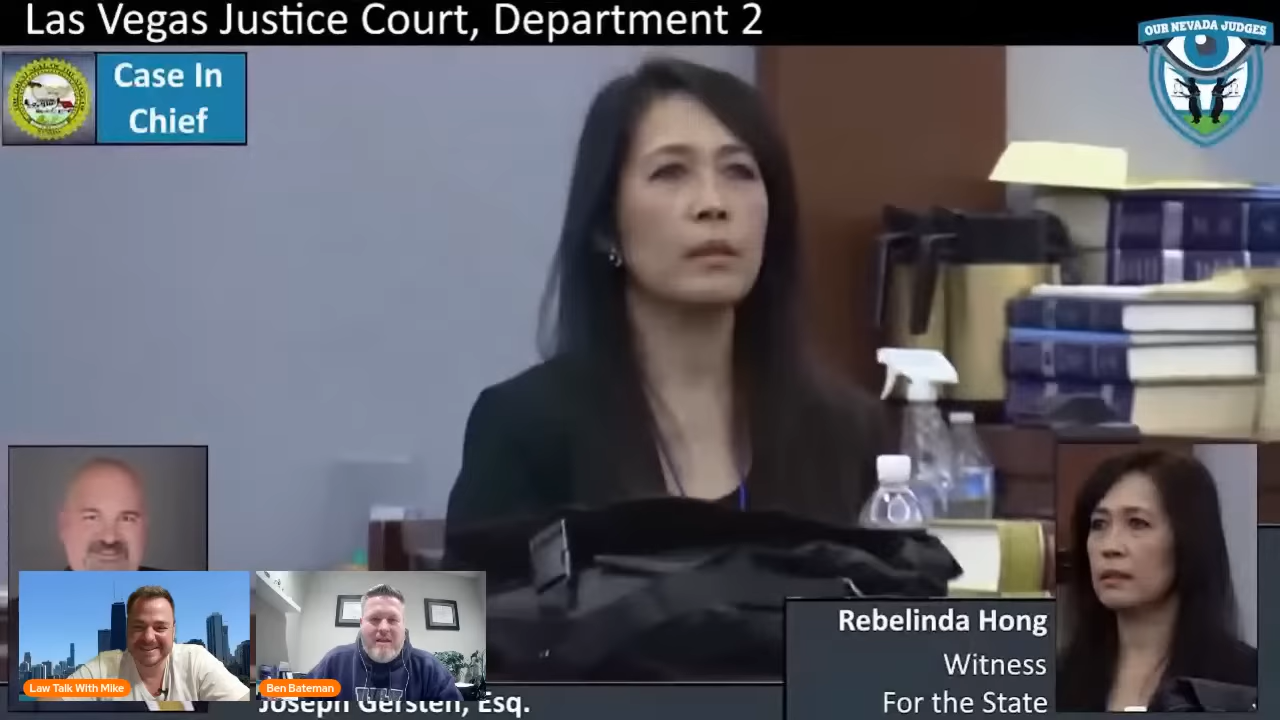 Las Vegas Justice Court, Department 2
OUR NEVADA JUDGES
Case In
Chief
Rebelinda Hong
Witness
For the State
Law Talk With Mike
Ben Bateman
Joseph Gersten, Esq.